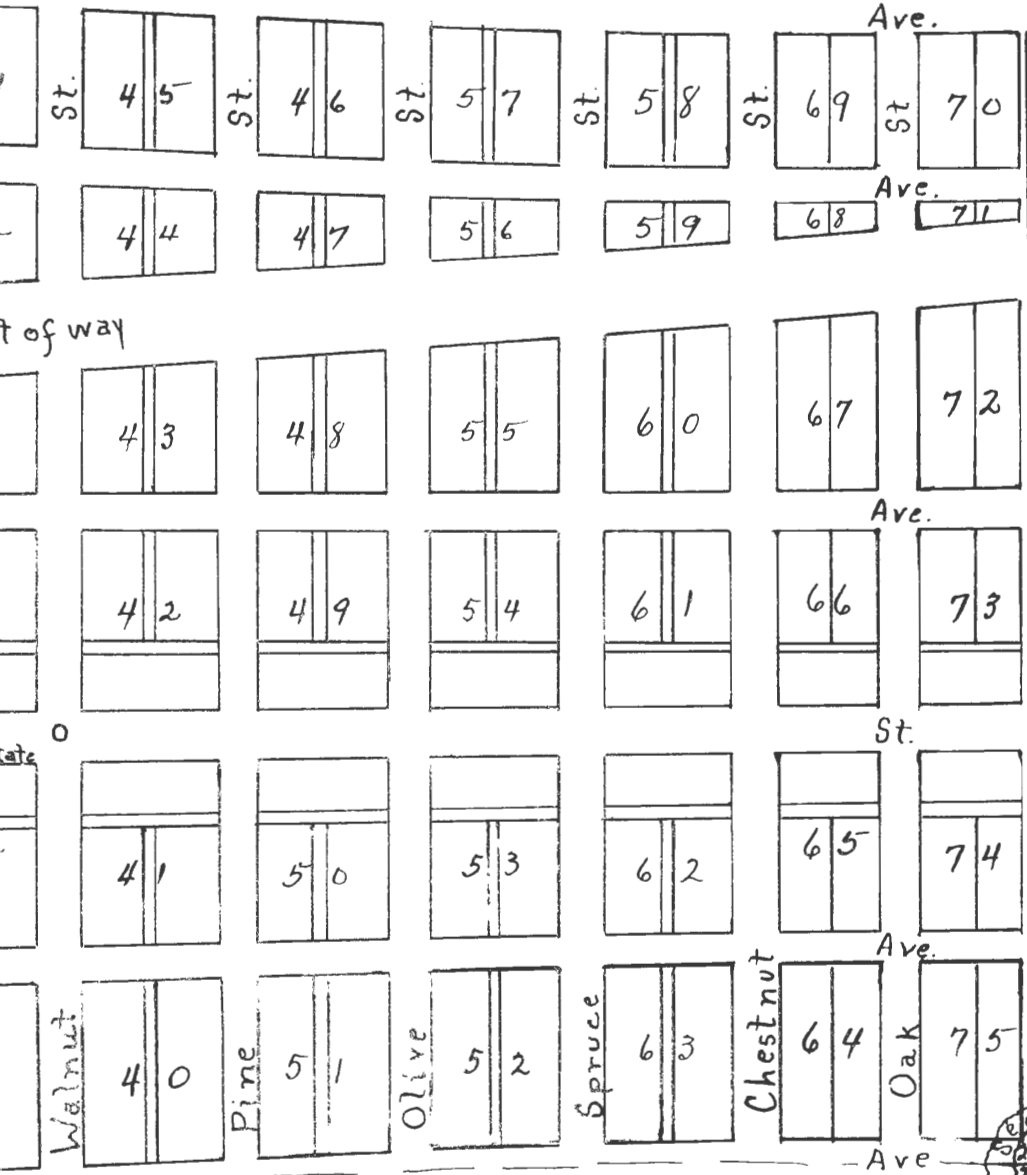 Ave.
St. 45 St. 46 St. 57 St. 58 St. 69 St 70
Ave.
44 47 56 59 68 71
of way
43 48 55 60 67 72
Ave.
42 49 54 61 66 73
O St.
41 50 53 62 65 74
Ave.
Walnut 40 Pine 51 Olive 52 Spruce 63 Chestnut 64 Oak 75
Ave